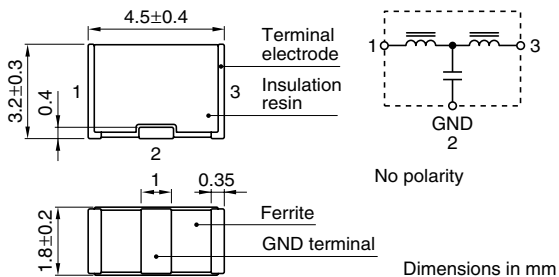 4.5±0.4
Terminal
electrode
Insulation
resin
3.2±0.3
0.4
1
3
2
1
3
GND
2
No polarity
1
0.35
1.8±0.2
Ferrite
GND terminal
Dimensions in mm